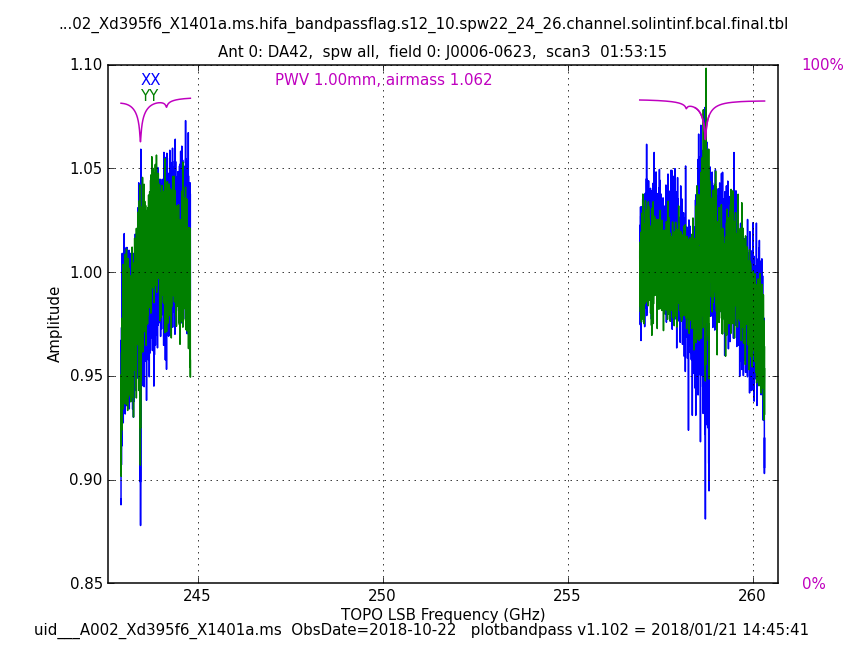 ...02_Xd395f6_X1401a.ms.hifa_bandpassflag.s12_10.spw22_24_26.channel.solintinf.bcal.final.tbl
Ant 0: DA42,  spw all,  field 0: J0006-0623,  scan3  01:53:15
1.10
100%
XX
PWV 1.00mm, airmass 1.062
YY
1.05
1.00
Amplitude
0.95
0.90
0.85
0%
245
250
255
260
TOPO LSB Frequency (GHz)
uid___A002_Xd395f6_X1401a.ms  ObsDate=2018-10-22   plotbandpass v1.102 = 2018/01/21 14:45:41